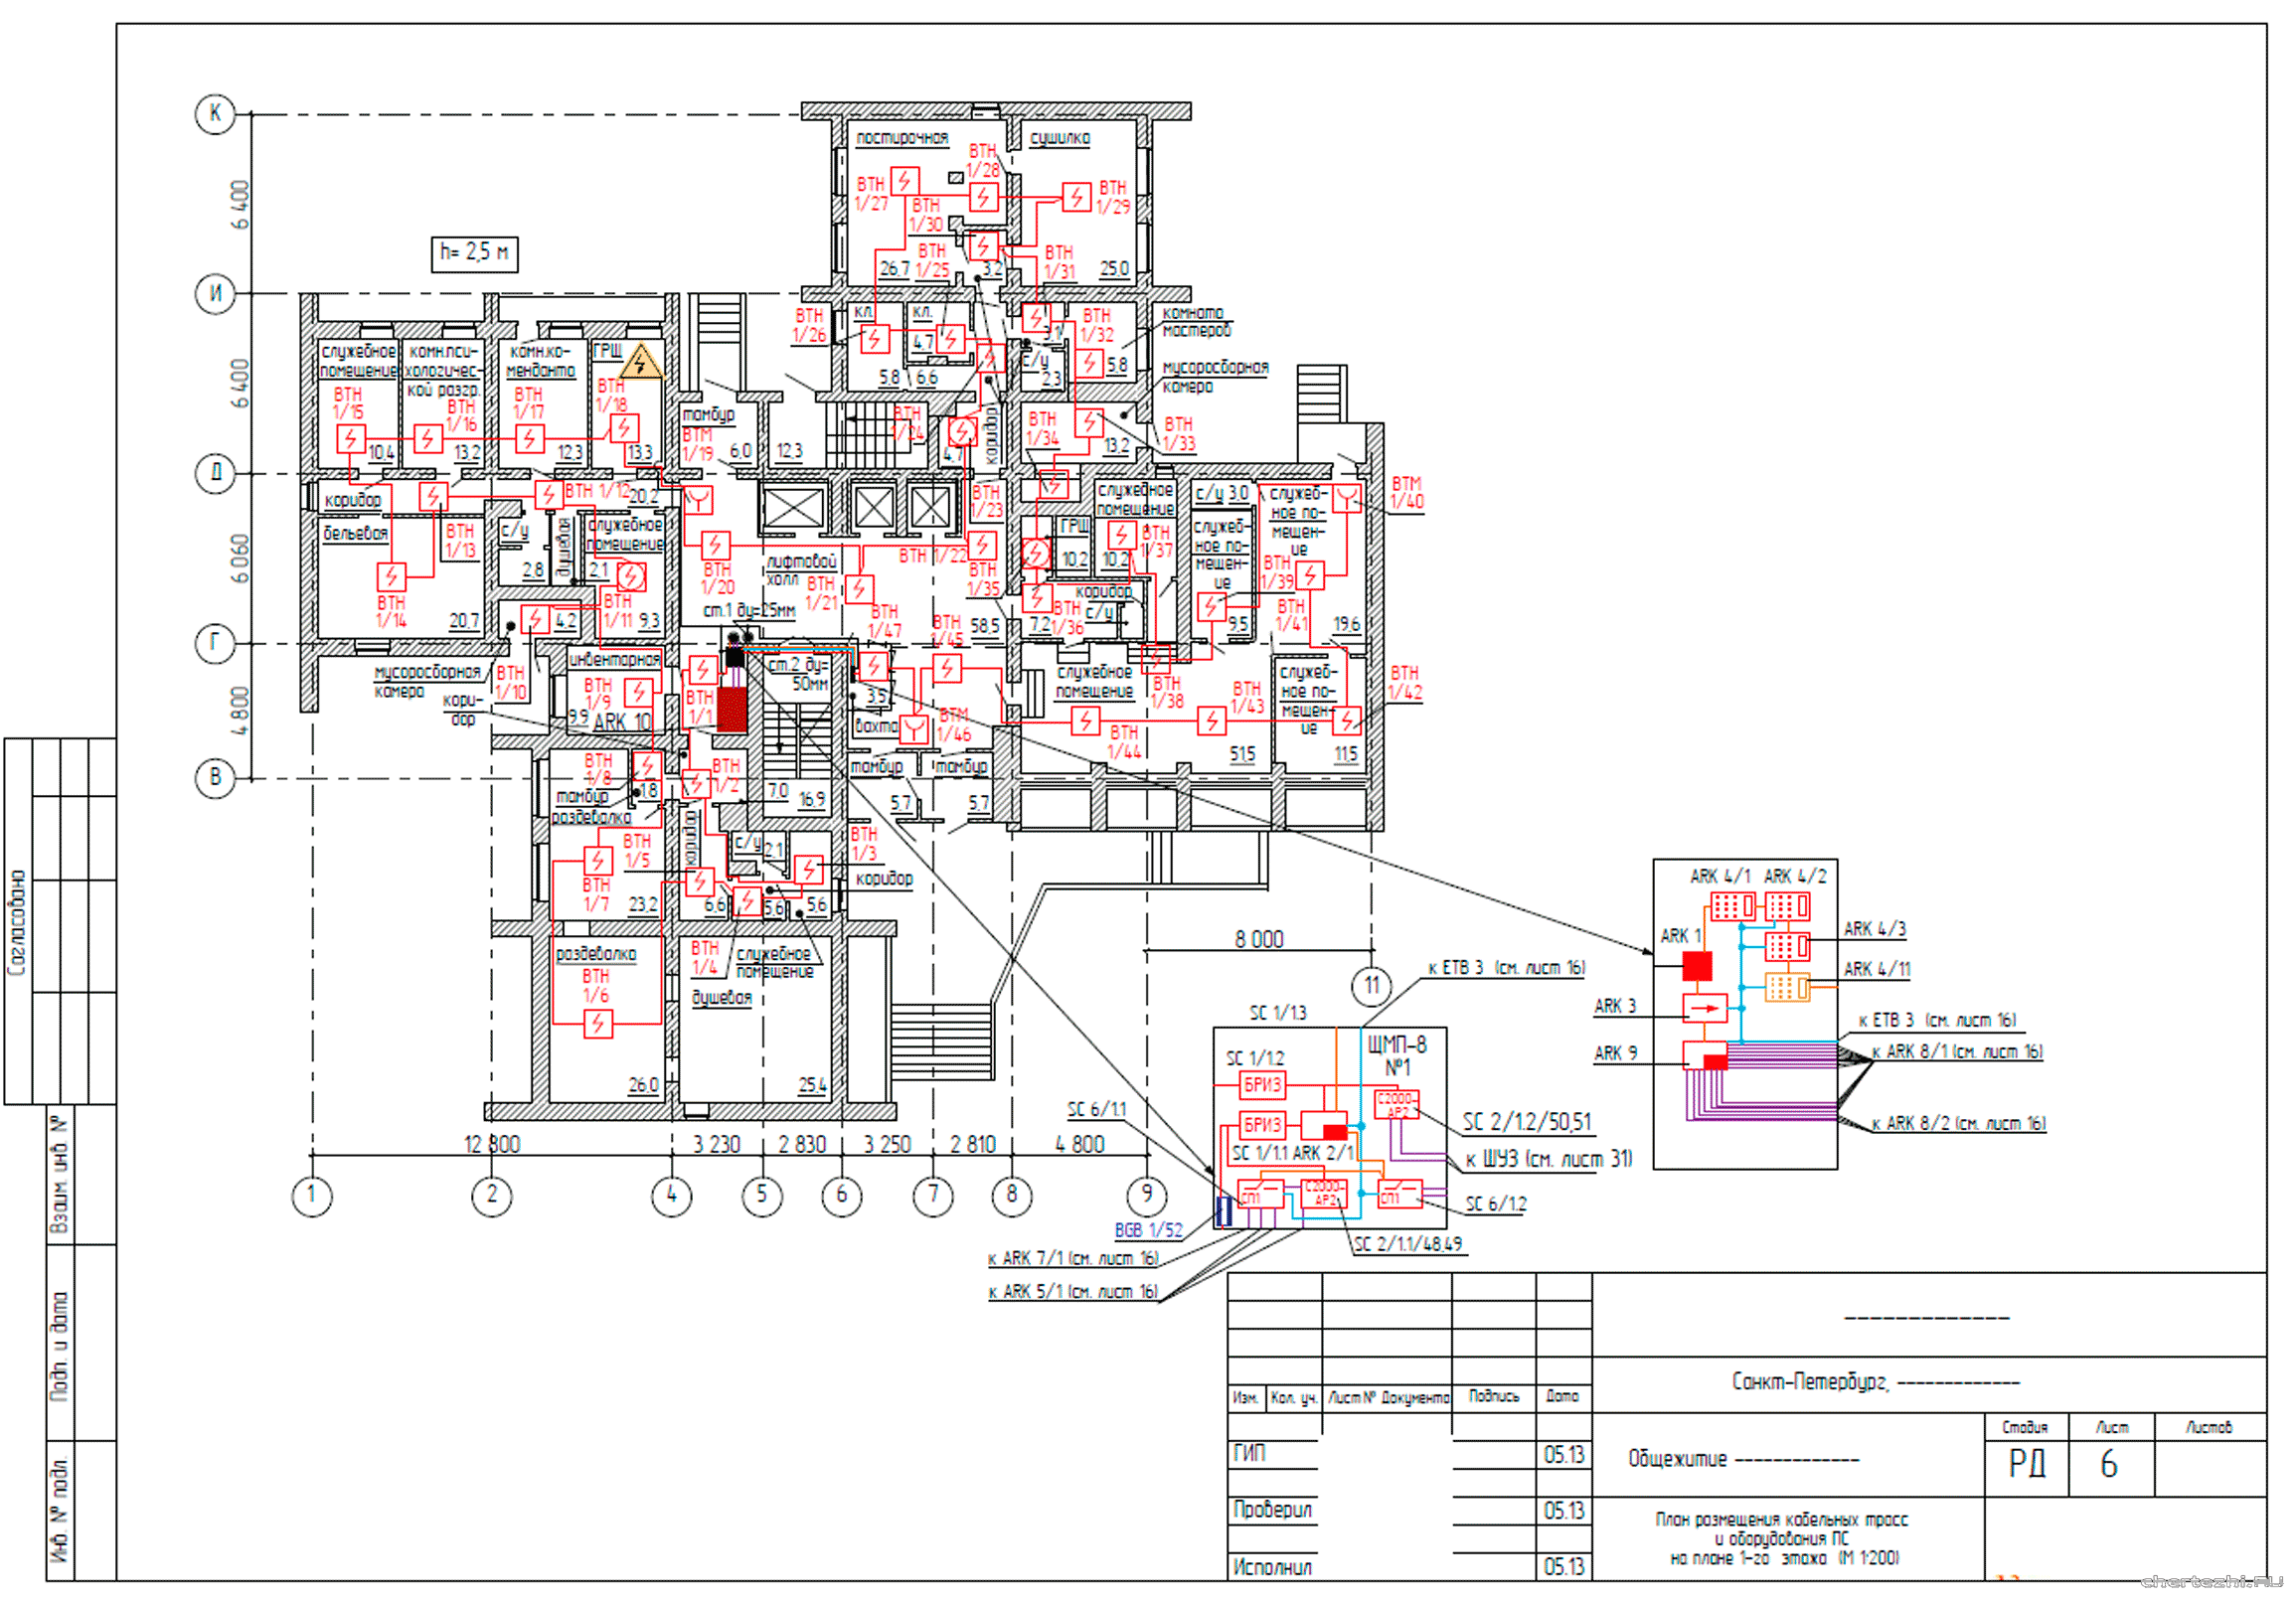 К
И
Д
Г
В
6 400
6 400
6 060
4 800
h= 2,5 м
постирочная
сушилка
ВТН
1/28
ВТН
1/27
ВТН
1/29
ВТН
1/30
ВТН
1/25
ВТН
1/31
26,7
3,2
25,0
ВТН
1/26
кл.
кл.
4,7
5,8
6,6
3,1
с/у
2,3
ВТН
1/32
5,8
комната
мастеров
мусоросборная
камера
служебное
помещение
ВТН
1/15
10,4
комн.пси-
хологичес-
кой разгр.
ВТН
1/16
13,2
комн.ко-
менданта
ВТН
1/17
12,3
ГРЩ
ВТН
1/18
13,3
тамбур
ВТМ
1/19
6,0
12,3
ВТН
1/24
4,7
коридор
ВТН
1/34
13,2
ВТН
1/33
коридор
бельевая
ВТН
1/13
ВТН
1/14
20,7
ВТН 1/12
20,2
с/у
2,8
душевая
2,1
служебное
помещение
ВТН
1/11
9,3
4,2
ВТН
1/20
лифтовой
холл
ВТН
1/21
ВТН 1/22
ВТН
1/23
ст.1 ду=25мм
ВТН
1/47
ВТН
1/45
58,5
ВТН
1/35
ГРЩ
10,2
служебное
помещение
ВТН
1/37
10,2
коридор
с/у
7,2
ВТН
1/36
с/у 3,0
служеб-
ное по-
мещен-
ие
9,5
служеб-
ное по-
мещен-
ие
ВТН
1/39
ВТН
1/41
19,6
ВТМ
1/40
мусоросборная
камера
ВТН
1/10
кори-
дор
инвентарная
ВТН
1/9
9,9
ARK 10
ВТН
1/1
ст.2 ду=
50мм
3,5
вахта
ВТМ
1/46
служебное
помещение
ВТН
1/38
ВТН
1/43
ВТН
1/44
51,5
служеб-
ное по-
мещен-
ие
11,5
ВТН
1/42
ВТН
1/8
1,8
тамбур
раздевалка
ВТН
1/2
7,0
16,9
тамбур
5,7
тамбур
5,7
ВТН
1/5
ВТН
1/7
23,2
коридор
с/у
2,1
ВТН
1/3
коридор
6,6
5,6
5,6
раздевалка
ВТН
1/6
26,0
ВТН
1/4
служебное
помещение
душевая
25,4
8 000
11
12 800
3 230
2 830
3 250
2 810
4 800
1
2
4
5
6
7
8
9
ARK 4/1
ARK 4/2
ARK 1
ARK 4/3
ARK 4/11
ARK 3
ARK 9
к ETB 3 (см. лист 16)
к ARK 8/1 (см. лист 16)
к ARK 8/2 (см. лист 16)
к ETB 3 (см. лист 16)
SC 1/1.3
SC 1/1.2
ЩМП-8
№1
БРИЗ
С2000-
АР2
SC 6/1.1
БРИЗ
SC 2/1.2/50,51
SC 1/1.1
ARK 2/1
к ШУЗ (см. лист 31)
СП1
С2000-
АР2
СП1
SC 6/1.2
BGB 1/52
SC 2/1.1/48,49
к ARK 7/1 (см. лист 16)
к ARK 5/1 (см. лист 16)
Согласовано
Взам. инв. №
Подп. и дата
Инв. № подл.
-------------
Санкт-Петербург, -------------
Изм.
Кол. уч.
Лист № Документа
Подпись
Дата
ГИП
05.13
Проверил
05.13
Исполнил
05.13
Общежитие -------------
Стадия
Лист
Листов
РД
6
План размещения кабельных трасс
и оборудования ПС
на плане 1-го этажа (М 1:200)
chertezhi.ru